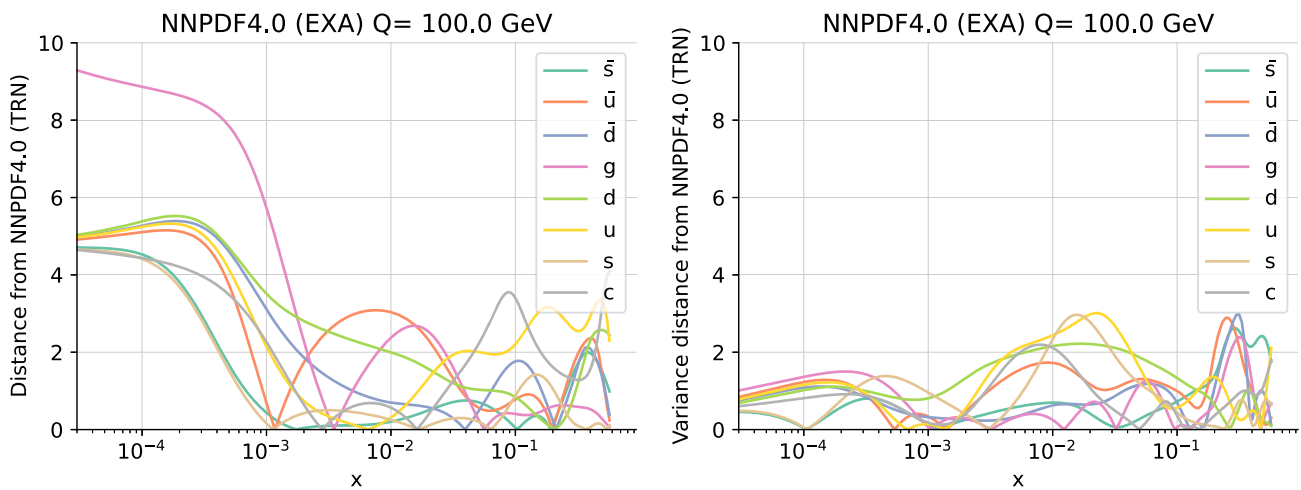 NNPDF4.0 (EXA) Q= 100.0 GeV
Distance from NNPDF4.0 (TRN)
10
8
6
4
2
0
10⁻⁴
10⁻³
10⁻²
10⁻¹
x
s̄
ū
d̄
g
d
u
s
c
NNPDF4.0 (EXA) Q= 100.0 GeV
Variance distance from NNPDF4.0 (TRN)
10
8
6
4
2
0
10⁻⁴
10⁻³
10⁻²
10⁻¹
x
s̄
ū
d̄
g
d
u
s
c